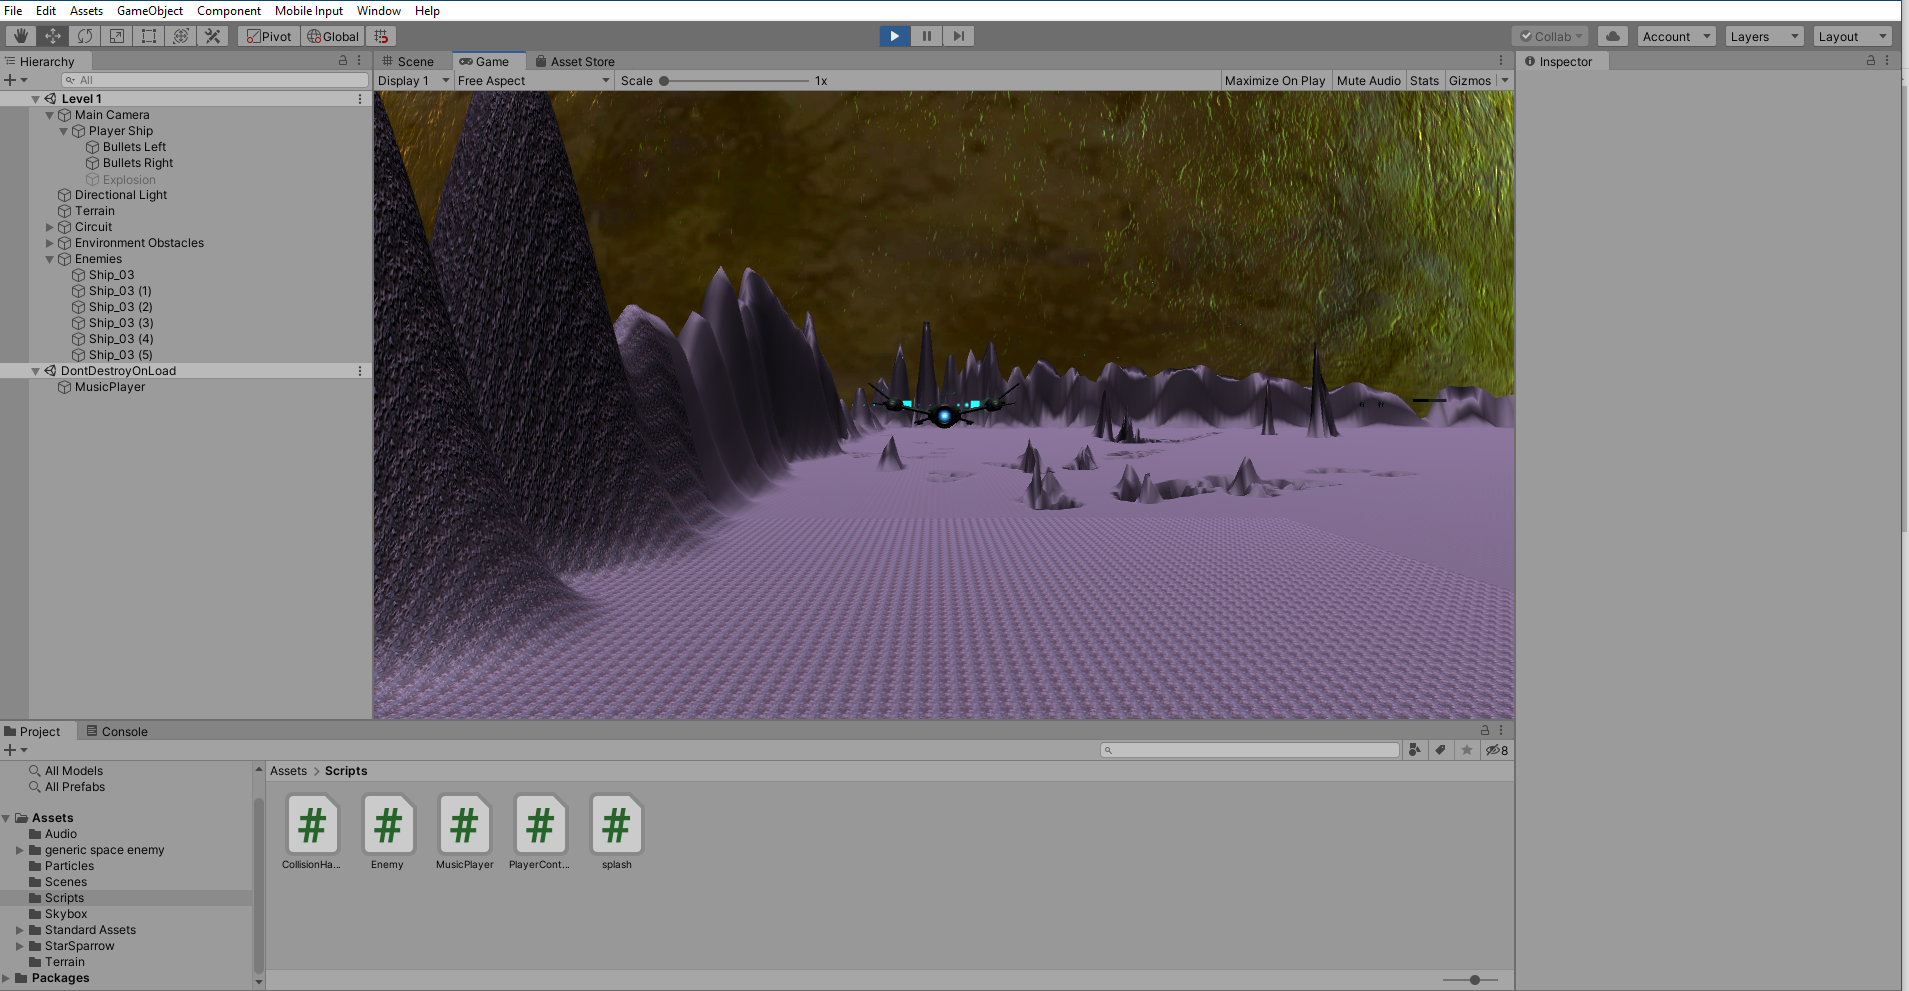 File Edit Assets GameObject Component Mobile Input Window Help
Pivot Global Collab Account Layers Layout
Hierarchy
All
Level 1
Main Camera
Player Ship
Bullets Left
Bullets Right
Explosion
Directional Light
Terrain
Circuit
Environment Obstacles
Enemies
Ship_03
Ship_03 (1)
Ship_03 (2)
Ship_03 (3)
Ship_03 (4)
Ship_03 (5)
DontDestroyOnLoad
MusicPlayer
Scene Game Asset Store
Display 1 Free Aspect Scale 1x Maximize On Play Mute Audio Stats Gizmos
Inspector
Project Console
8
All Models
All Prefabs
Assets
Audio
generic space enemy
Particles
Scenes
Scripts
Skybox
Standard Assets
StarSparrow
Terrain
Packages
Assets > Scripts
# # # # #
CollisionHa... Enemy MusicPlayer PlayerCont... splash